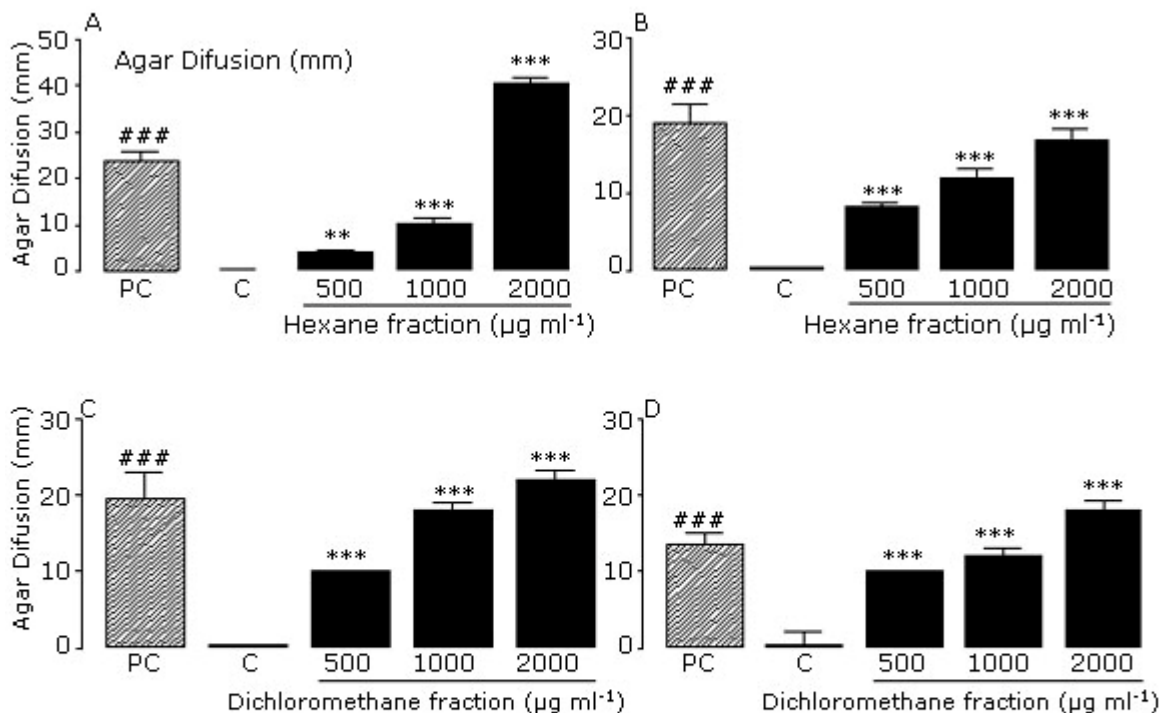 A
Agar Difusion (mm)
Agar Difusion (mm)
50
40
30
20
10
0
###
**
***
***
PC
C
500
1000
2000
Hexane fraction (µg ml⁻¹)
B
30
20
10
0
###
***
***
***
PC
C
500
1000
2000
Hexane fraction (µg ml⁻¹)
C
Agar Difusion (mm)
30
20
10
0
###
***
***
***
PC
C
500
1000
2000
Dichloromethane fraction (µg ml⁻¹)
D
30
20
10
0
###
***
***
***
PC
C
500
1000
2000
Dichloromethane fraction (µg ml⁻¹)